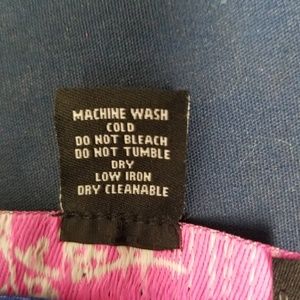 MACHINE WASH
COLD
DO NOT BLEACH
DO NOT TUMBLE
DRY
LOW IRON
DRY CLEANABLE